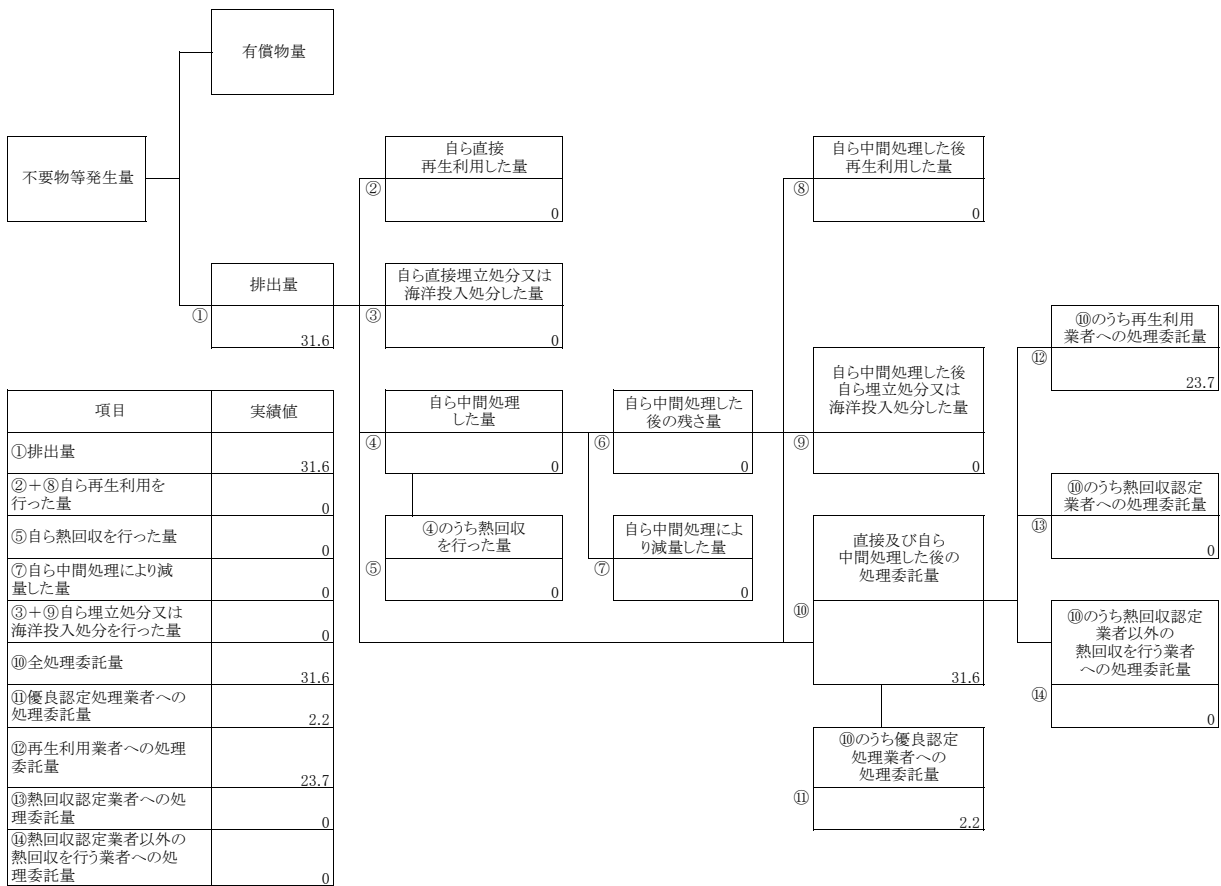 有償物量
不要物等発生量
自ら直接
再生利用した量
②
0
自ら中間処理した後
再生利用した量
⑧
0
排出量
①
31.6
自ら直接埋立処分又は
海洋投入処分した量
③
0
⑩のうち再生利用
業者への処理委託量
⑫
23.7
自ら中間処理
した量
④
0
自ら中間処理した
後の残さ量
⑥
0
自ら中間処理した後
自ら埋立処分又は
海洋投入処分した量
⑨
0
⑩のうち熱回収認定
業者への処理委託量
⑬
0
④のうち熱回収
を行った量
⑤
0
自ら中間処理によ
り減量した量
⑦
0
直接及び自ら
中間処理した後の
処理委託量
⑩
31.6
⑩のうち熱回収認定
業者以外の
熱回収を行う業者
への処理委託量
⑭
0
⑩のうち優良認定
処理業者への
処理委託量
⑪
2.2
項目 実績値
①排出量
31.6
②+⑧自ら再生利用を
行った量
0
⑤自ら熱回収を行った量
0
⑦自ら中間処理により減
量した量
0
③+⑨自ら埋立処分又は
海洋投入処分を行った量
0
⑩全処理委託量
31.6
⑪優良認定処理業者への
処理委託量
2.2
⑫再生利用業者への処理
委託量
23.7
⑬熱回収認定業者への処
理委託量
0
⑭熱回収認定業者以外の
熱回収を行う業者への処
理委託量
0